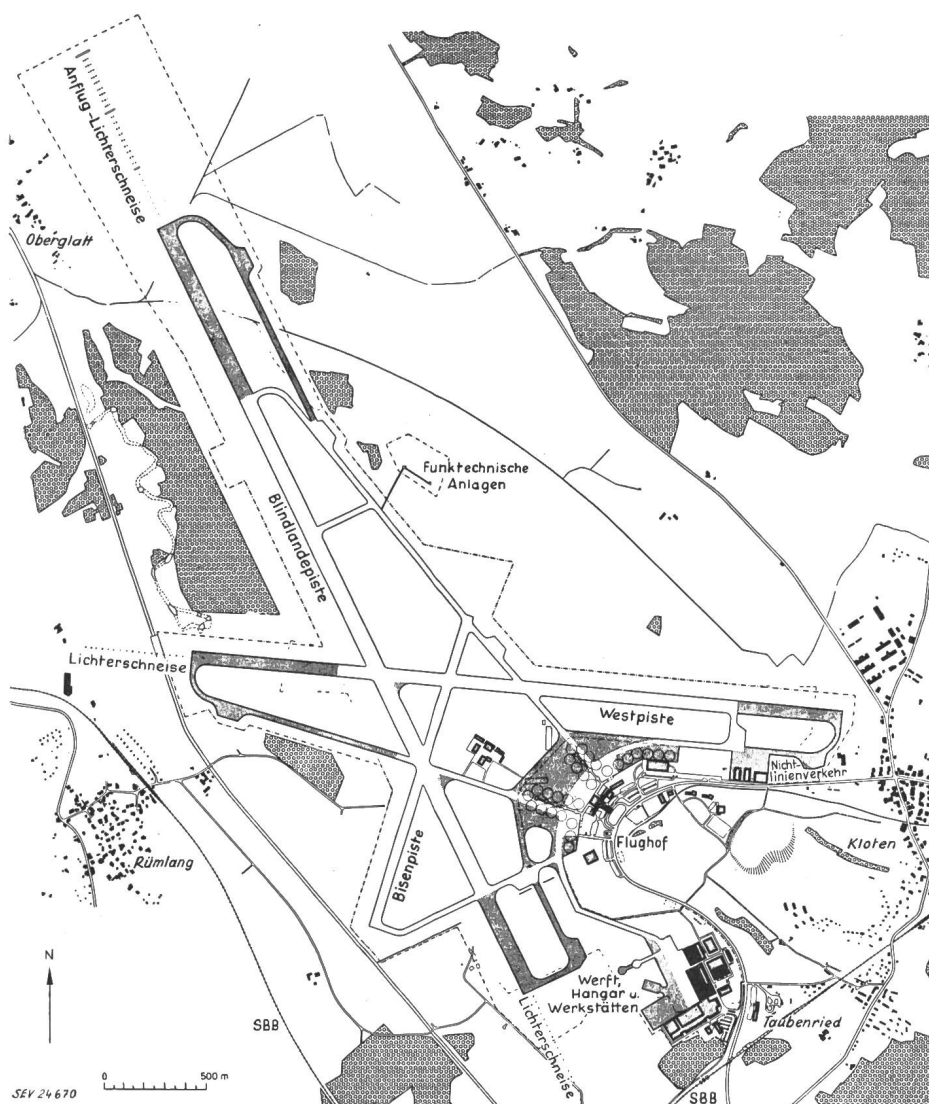 Anflug-Lichterschneise
Oberglatt
Funktechnische
Anlagen
Blindlandepiste
Lichterschneise
Westpiste
Nicht-
linienverkehr
Bisenpiste
Flughof
Kloten
Rümlang
N
Werft,
Hangar u.
Werkstätten
Lichterschneise
Taubenried
SBB
SBB
0 500 m
SEV 24670